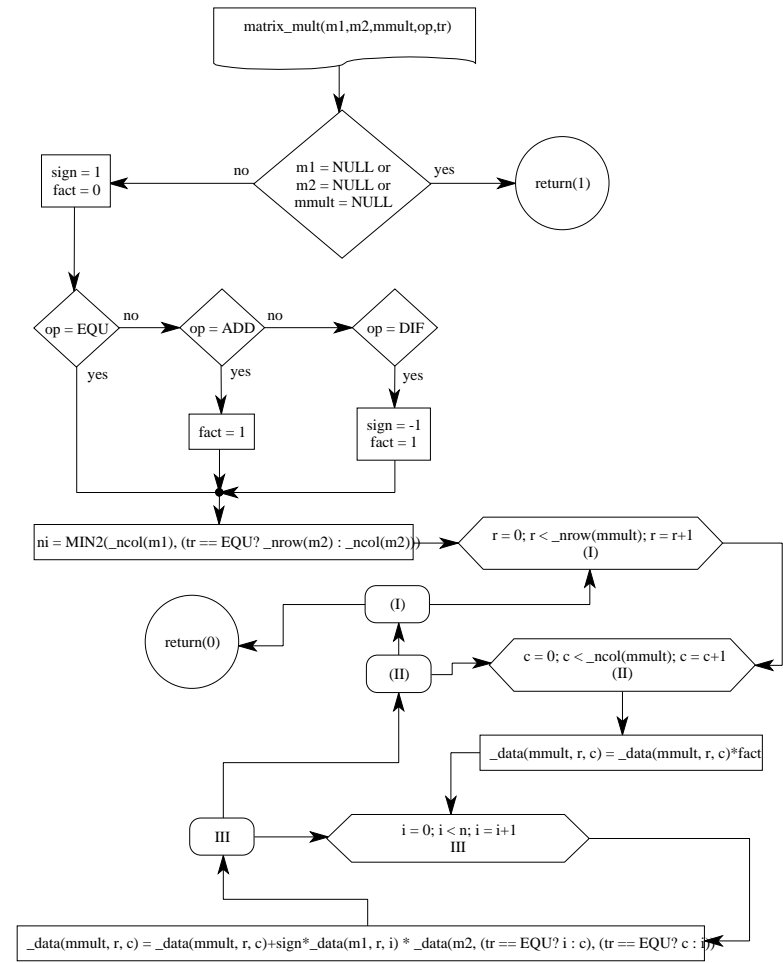 matrix_mult(m1,m2,mmult,op,tr)
m1 = NULL or
m2 = NULL or
mmult = NULL
no
yes
sign = 1
fact = 0
return(1)
op = EQU
no
op = ADD
no
op = DIF
yes
yes
yes
fact = 1
sign = -1
fact = 1
ni = MIN2(_ncol(m1), (tr == EQU? _nrow(m2) : _ncol(m2)))
r = 0; r < _nrow(mmult); r = r+1
(I)
(I)
return(0)
(II)
c = 0; c < _ncol(mmult); c = c+1
(II)
_data(mmult, r, c) = _data(mmult, r, c)*fact
III
i = 0; i < n; i = i+1
III
_data(mmult, r, c) = _data(mmult, r, c)+sign*_data(m1, r, i) * _data(m2, (tr == EQU? i : c), (tr == EQU? c : i))